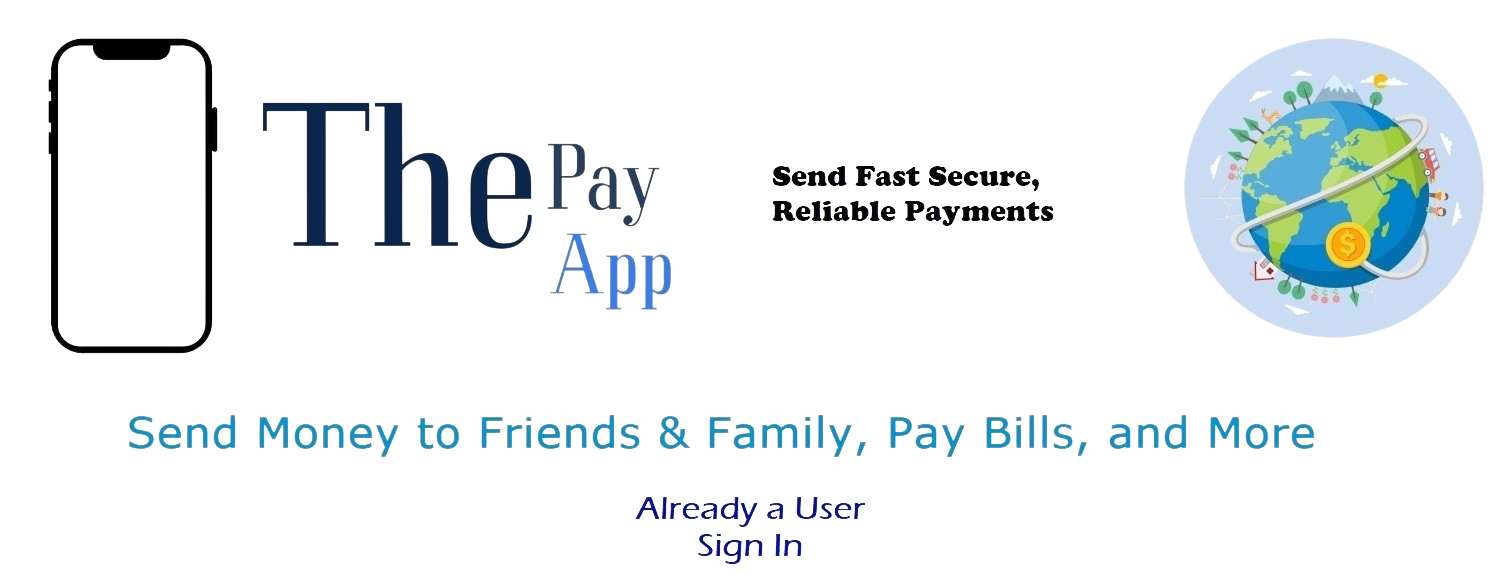 The Pay
App
Send Fast Secure,
Reliable Payments
$
Send Money to Friends & Family, Pay Bills, and More
Already a User
Sign In